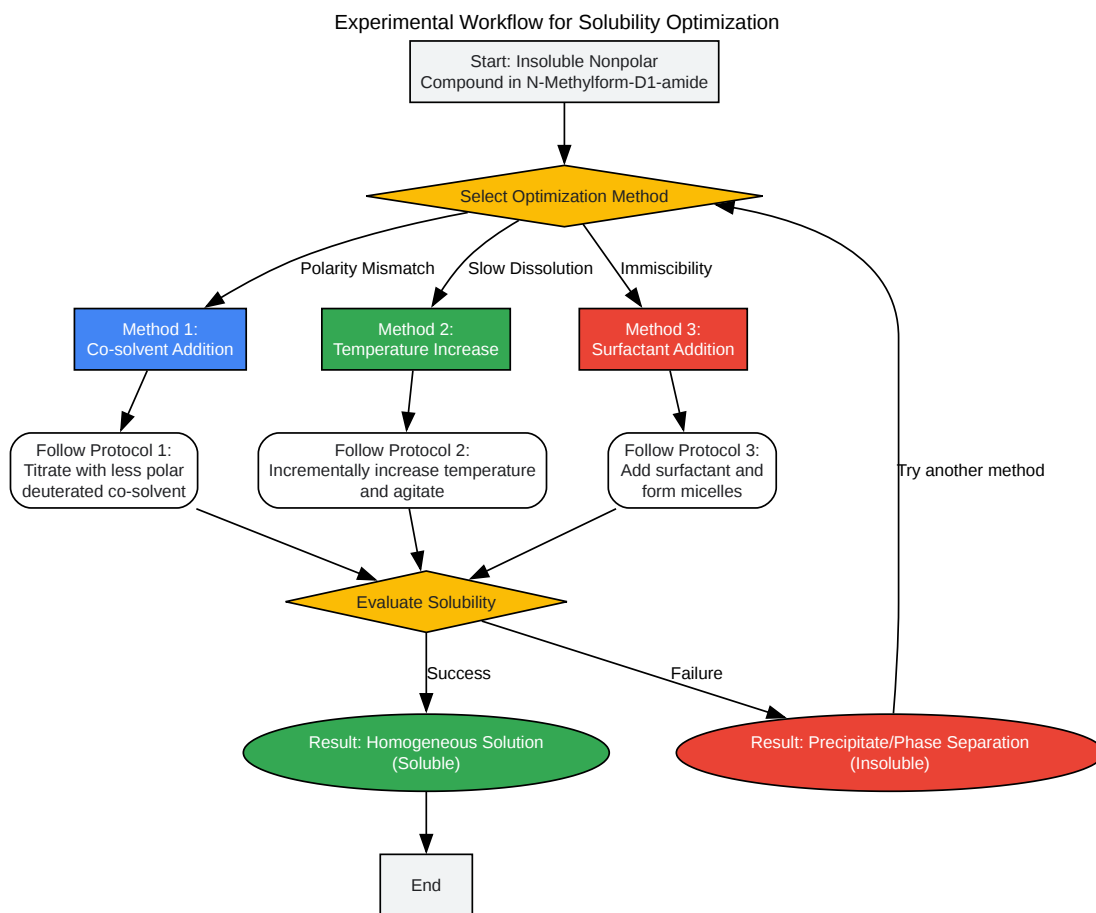 Experimental Workflow for Solubility Optimization
Start: Insoluble Nonpolar
Compound in N-Methylform-D1-amide
Select Optimization Method
Polarity Mismatch
Slow Dissolution
Immiscibility
Method 1:
Co-solvent Addition
Method 2:
Temperature Increase
Method 3:
Surfactant Addition
Follow Protocol 1:
Titrate with less polar
deuterated co-solvent
Follow Protocol 2:
Incrementally increase temperature
and agitate
Follow Protocol 3:
Add surfactant and
form micelles
Try another method
Evaluate Solubility
Success
Failure
Result: Homogeneous Solution
(Soluble)
Result: Precipitate/Phase Separation
(Insoluble)
End